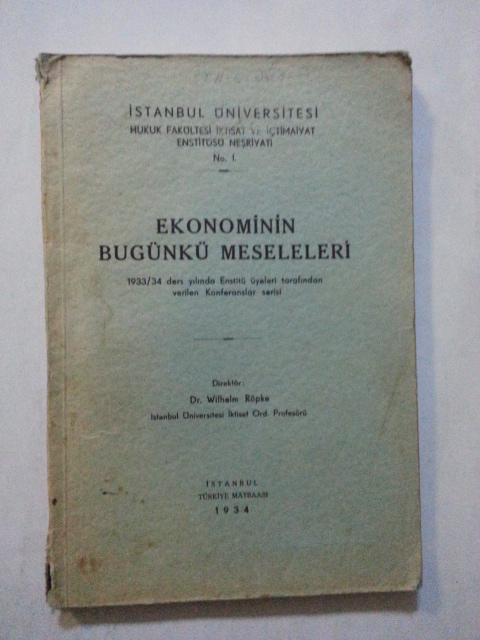 İSTANBUL ÜNİVERSİTESİ
HUKUK FAKÜLTESİ İKTİSAT VE İÇTİMAİYAT
ENSTİTÜSÜ NEŞRİYATI
No. 1.
EKONOMİNİN
BUGÜNKÜ MESELELERİ
1933/34 ders yılında Enstitü üyeleri tarafından
verilen Konferanslar serisi
Direktör:
Dr. Wilhelm Röpke
Istanbul Üniversitesi İktisat Ord. Profesörü
İSTANBUL
TÜRKİYE MATBAASI
1934